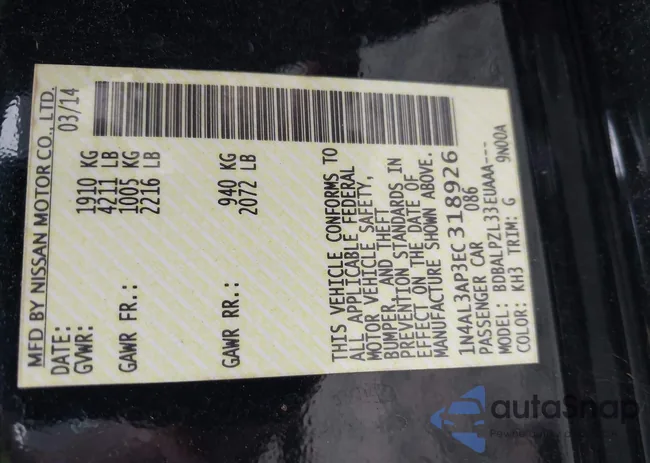 MFD BY NISSAN MOTOR CO., LTD.
DATE: 03/14
GVWR: 1910 KG
4211 LB
GAWR FR.: 1005 KG
2216 LB
GAWR RR.: 940 KG
2072 LB
THIS VEHICLE CONFORMS TO
ALL APPLICABLE FEDERAL
MOTOR VEHICLE SAFETY,
BUMPER, AND THEFT
PREVENTION STANDARDS IN
EFFECT ON THE DATE OF
MANUFACTURE SHOWN ABOVE.
1N4AL3AP3EC318926
PASSENGER CAR 086
MODEL: BDBALPZL33EUAAA---
COLOR: KH3 TRIM: G 9N00A
autoSnap